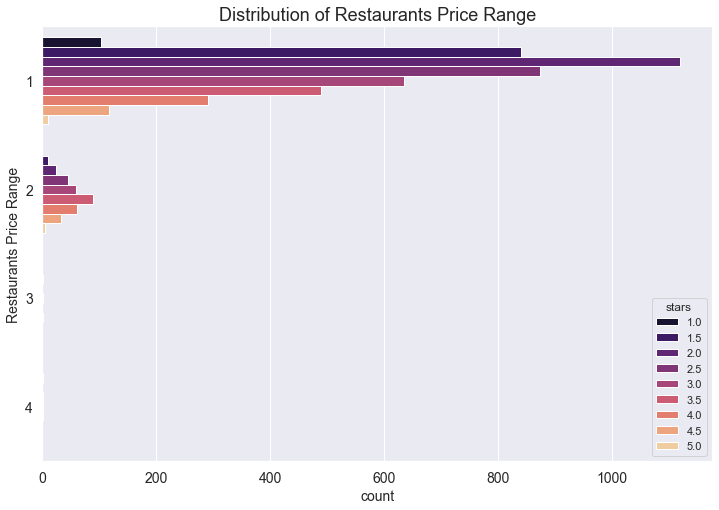 Distribution of Restaurants Price Range
Restaurants Price Range
1
2
3
4
0 200 400 600 800 1000
count
stars
1.0
1.5
2.0
2.5
3.0
3.5
4.0
4.5
5.0